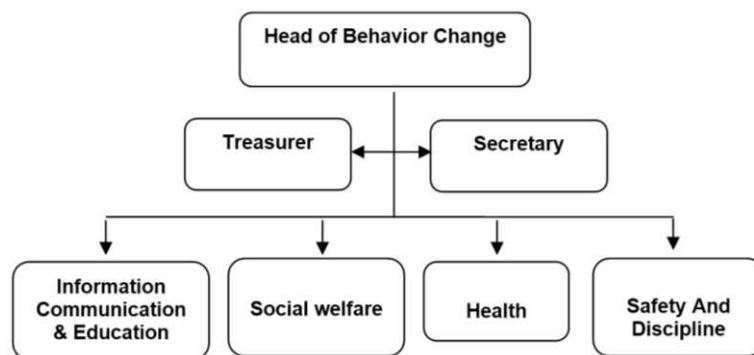 Head of Behavior Change
Treasurer
Secretary
Information
Communication
& Education
Social welfare
Health
Safety And
Discipline